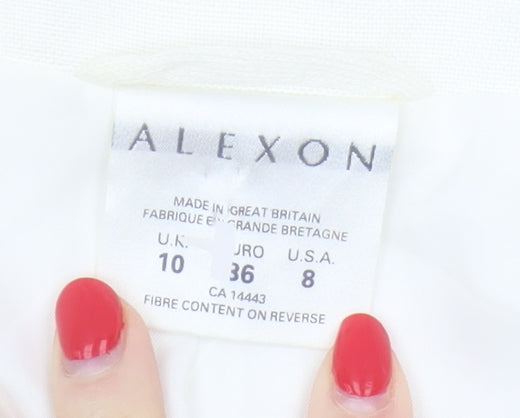 ALEXON
MADE IN GREAT BRITAIN
FABRIQUE GRANDE BRETAGNE
U.K. U.S.A.
10 36 8
CA 14443
FIBRE CONTENT ON REVERSE